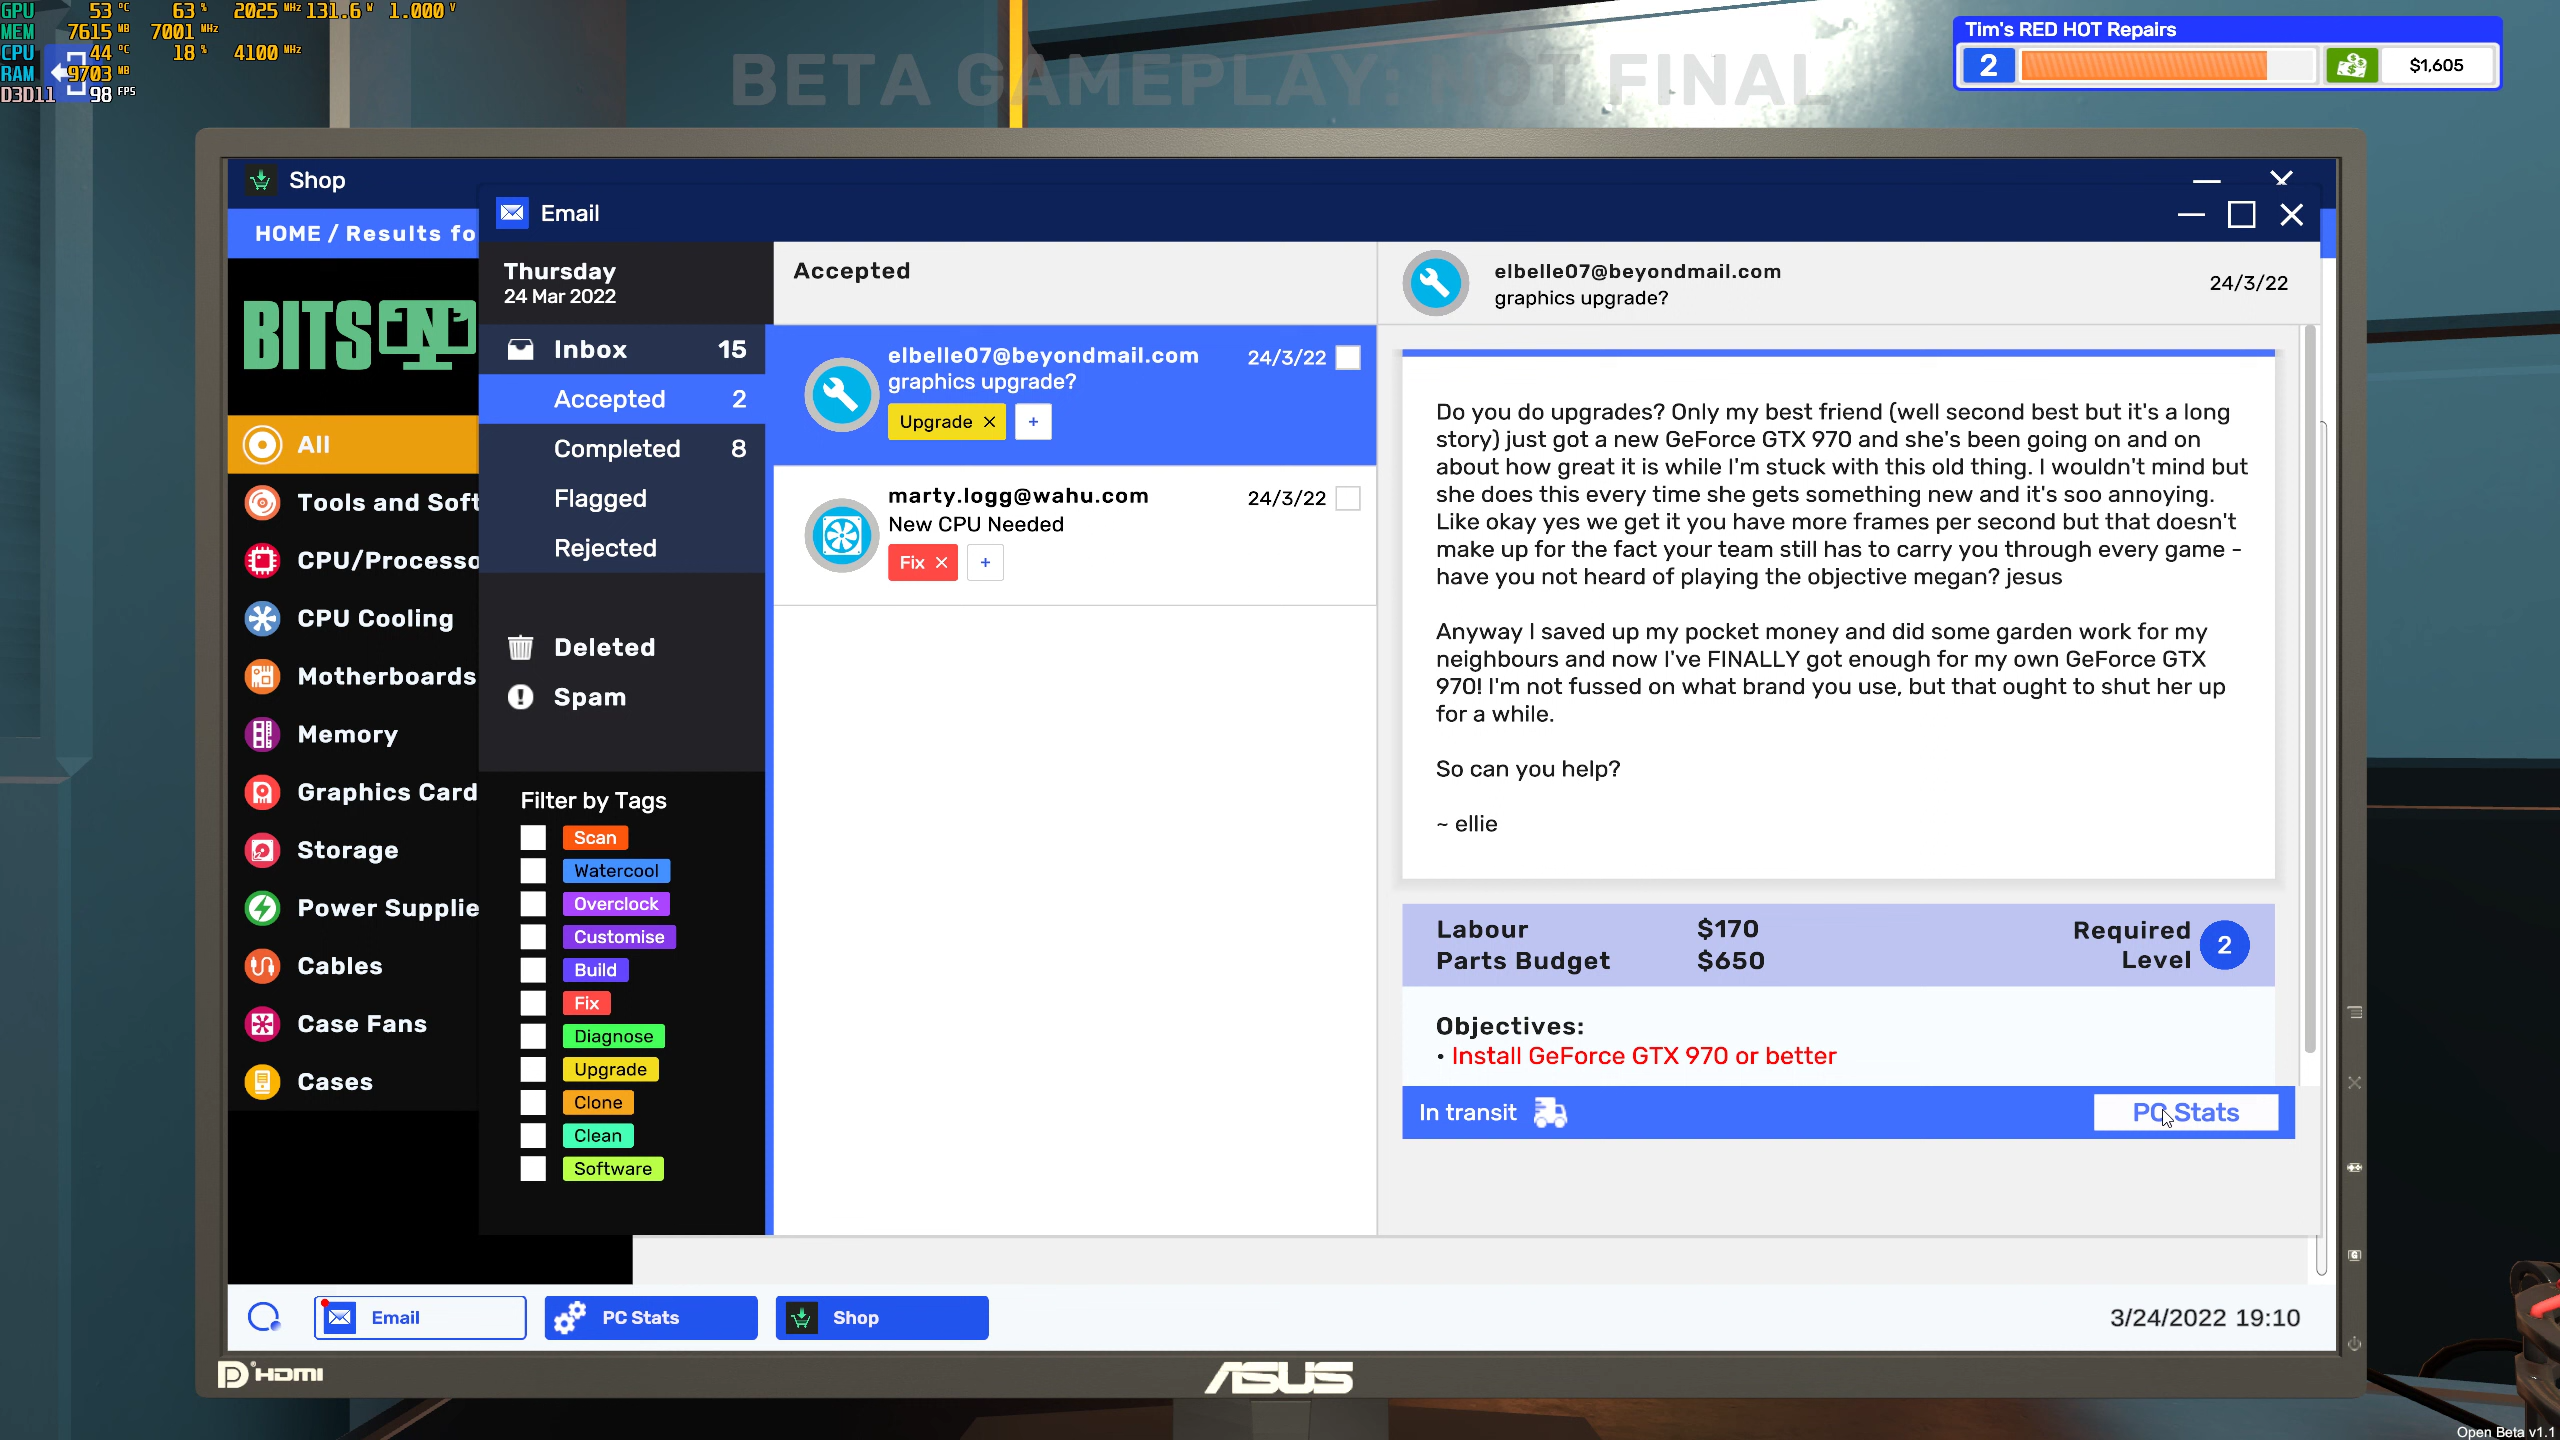 GPU 53 °C 63 % 2025 MHz 131.6 W 1.000 V
MEM 7615 MB 7001 MHz
CPU 44 °C 18 % 4100 MHz
RAM 9703 MB
D3D11 98 FPS
BETA GAMEPLAY: NOT FINAL
Tim's RED HOT Repairs
2
$1,605
Shop
HOME / Results fo
BITS 'N'
All
Tools and Soft
CPU/Processo
CPU Cooling
Motherboards
Memory
Graphics Card
Storage
Power Supplie
Cables
Case Fans
Cases
Email
Thursday
24 Mar 2022
Inbox 15
Accepted 2
Completed 8
Flagged
Rejected
Deleted
Spam
Filter by Tags
Scan
Watercool
Overclock
Customise
Build
Fix
Diagnose
Upgrade
Clone
Clean
Software
Accepted
elbelle07@beyondmail.com 24/3/22
graphics upgrade?
Upgrade × +
marty.logg@wahu.com 24/3/22
New CPU Needed
Fix × +
elbelle07@beyondmail.com
graphics upgrade?
24/3/22
Do you do upgrades? Only my best friend (well second best but it's a long
story) just got a new GeForce GTX 970 and she's been going on and on
about how great it is while I'm stuck with this old thing. I wouldn't mind but
she does this every time she gets something new and it's soo annoying.
Like okay yes we get it you have more frames per second but that doesn't
make up for the fact your team still has to carry you through every game -
have you not heard of playing the objective megan? jesus
Anyway I saved up my pocket money and did some garden work for my
neighbours and now I've FINALLY got enough for my own GeForce GTX
970! I'm not fussed on what brand you use, but that ought to shut her up
for a while.
So can you help?
~ ellie
Labour $170
Parts Budget $650
Required
Level 2
Objectives:
• Install GeForce GTX 970 or better
In transit
PC Stats
Email
PC Stats
Shop
3/24/2022 19:10
HDMI
ASUS
Open Beta v1.1